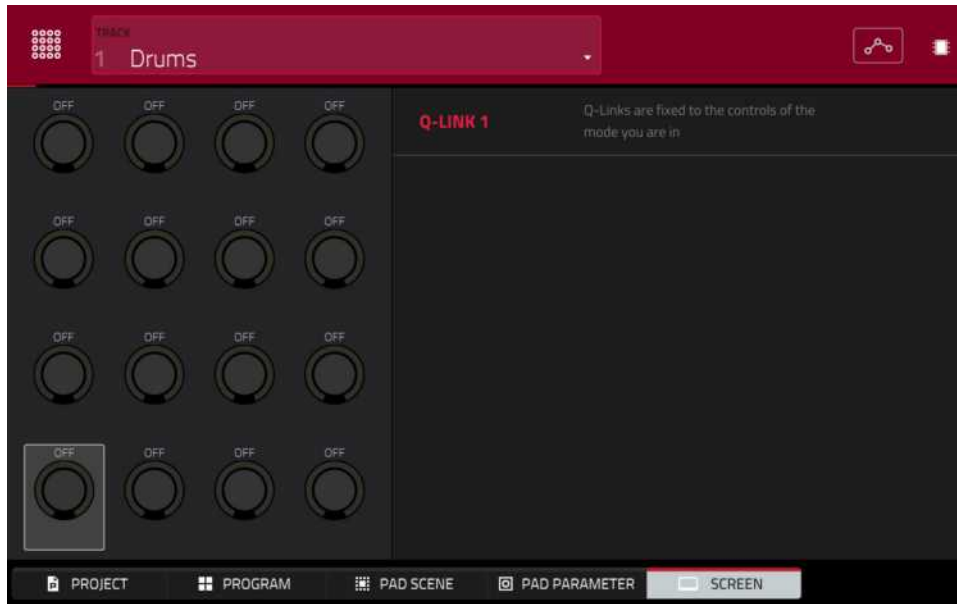 TRACK
1 Drums
OFF OFF OFF OFF
Q-LINK 1
Q-Links are fixed to the controls of the
mode you are in
OFF OFF OFF OFF
OFF OFF OFF OFF
OFF OFF OFF OFF
PROJECT PROGRAM PAD SCENE PAD PARAMETER SCREEN